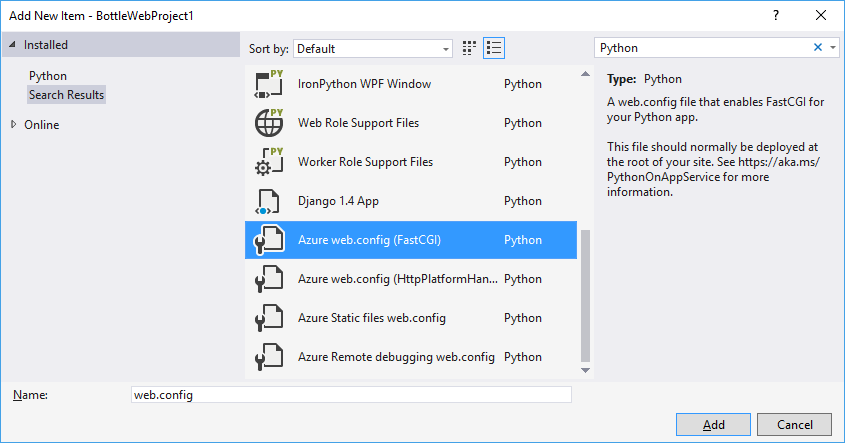 Add New Item - BottleWebProject1
?
Installed
Python
Search Results
Online
Sort by: Default
PY IronPython WPF Window Python
PY Web Role Support Files Python
PY Worker Role Support Files Python
Django 1.4 App Python
Azure web.config (FastCGI) Python
Azure web.config (HttpPlatformHan... Python
Azure Static files web.config Python
Azure Remote debugging web.config Python
Python
Type: Python
A web.config file that enables FastCGI for
your Python app.
This file should normally be deployed at
the root of your site. See https://aka.ms/
PythonOnAppService for more
information.
Name: web.config
Add Cancel